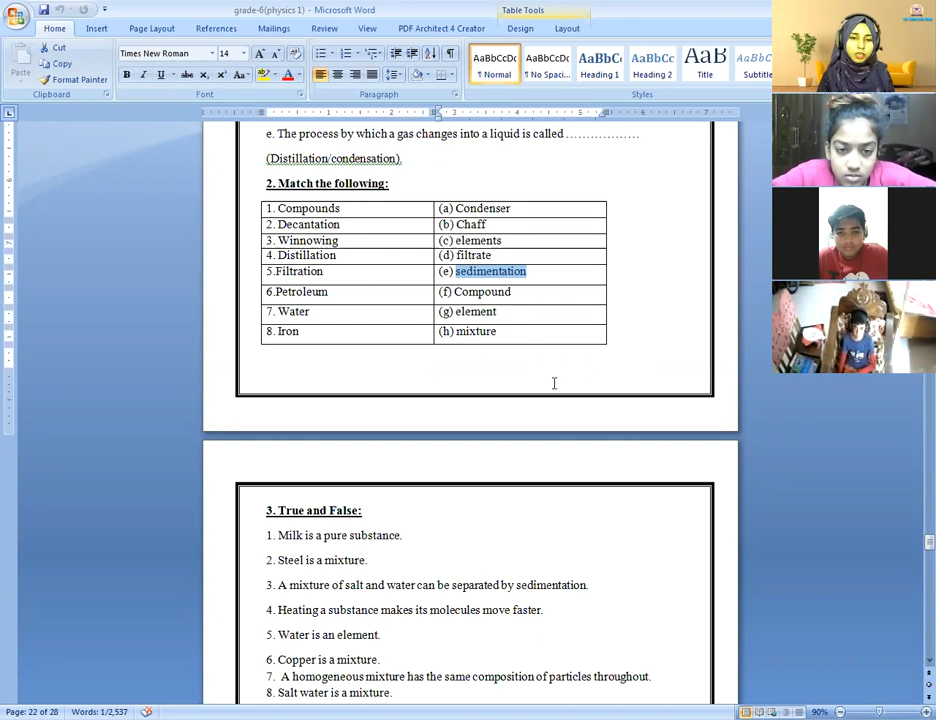 grade-6(physics 1) - Microsoft Word
Table Tools
Home Insert Page Layout References Mailings Review View PDF Architect 4 Creator Design Layout
Cut
Copy
Format Painter
Paste
Times New Roman 14
AaBbCcDc AaBbCcDc AaBbC AaBbCc AaB AaBbCc
¶ Normal ¶ No Spaci... Heading 1 Heading 2 Title Subtitle
Clipboard Font Paragraph Styles
e. The process by which a gas changes into a liquid is called ………………
(Distillation/condensation).
2. Match the following:
1. Compounds (a) Condenser
2. Decantation (b) Chaff
3. Winnowing (c) elements
4. Distillation (d) filtrate
5.Filtration (e) sedimentation
6.Petroleum (f) Compound
7. Water (g) element
8. Iron (h) mixture
3. True and False:
1. Milk is a pure substance.
2. Steel is a mixture.
3. A mixture of salt and water can be separated by sedimentation.
4. Heating a substance makes its molecules move faster.
5. Water is an element.
6. Copper is a mixture.
7. A homogeneous mixture has the same composition of particles throughout.
8. Salt water is a mixture.
Page: 22 of 28 Words: 1/2,537 90%